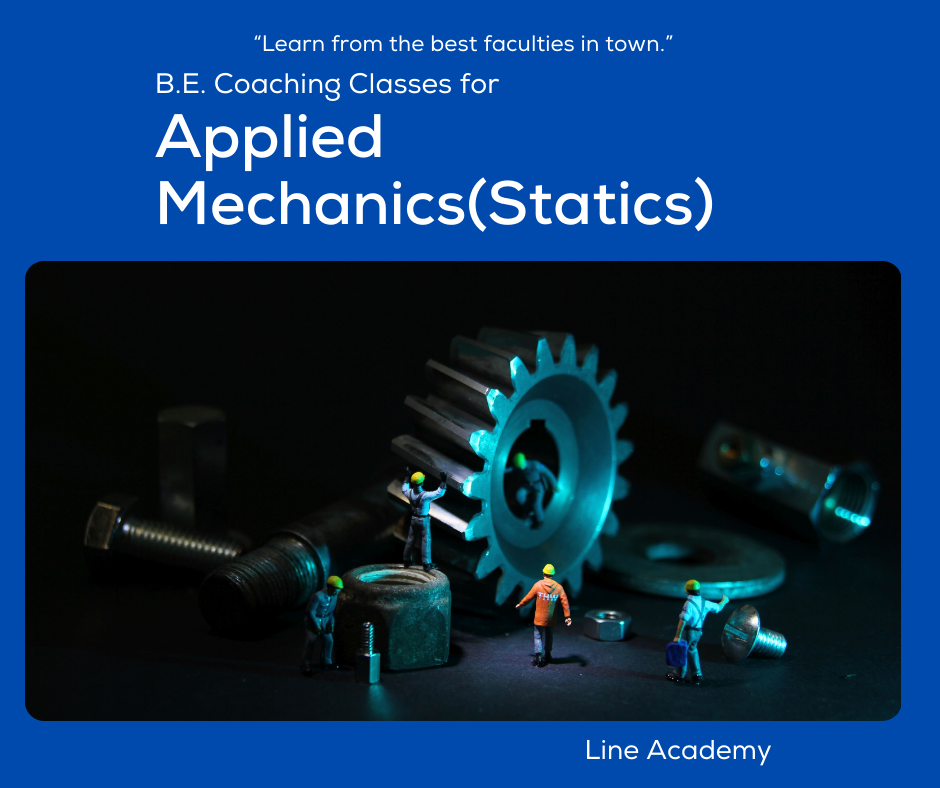 “Learn from the best faculties in town.”
B.E. Coaching Classes for
Applied
Mechanics(Statics)
Line Academy